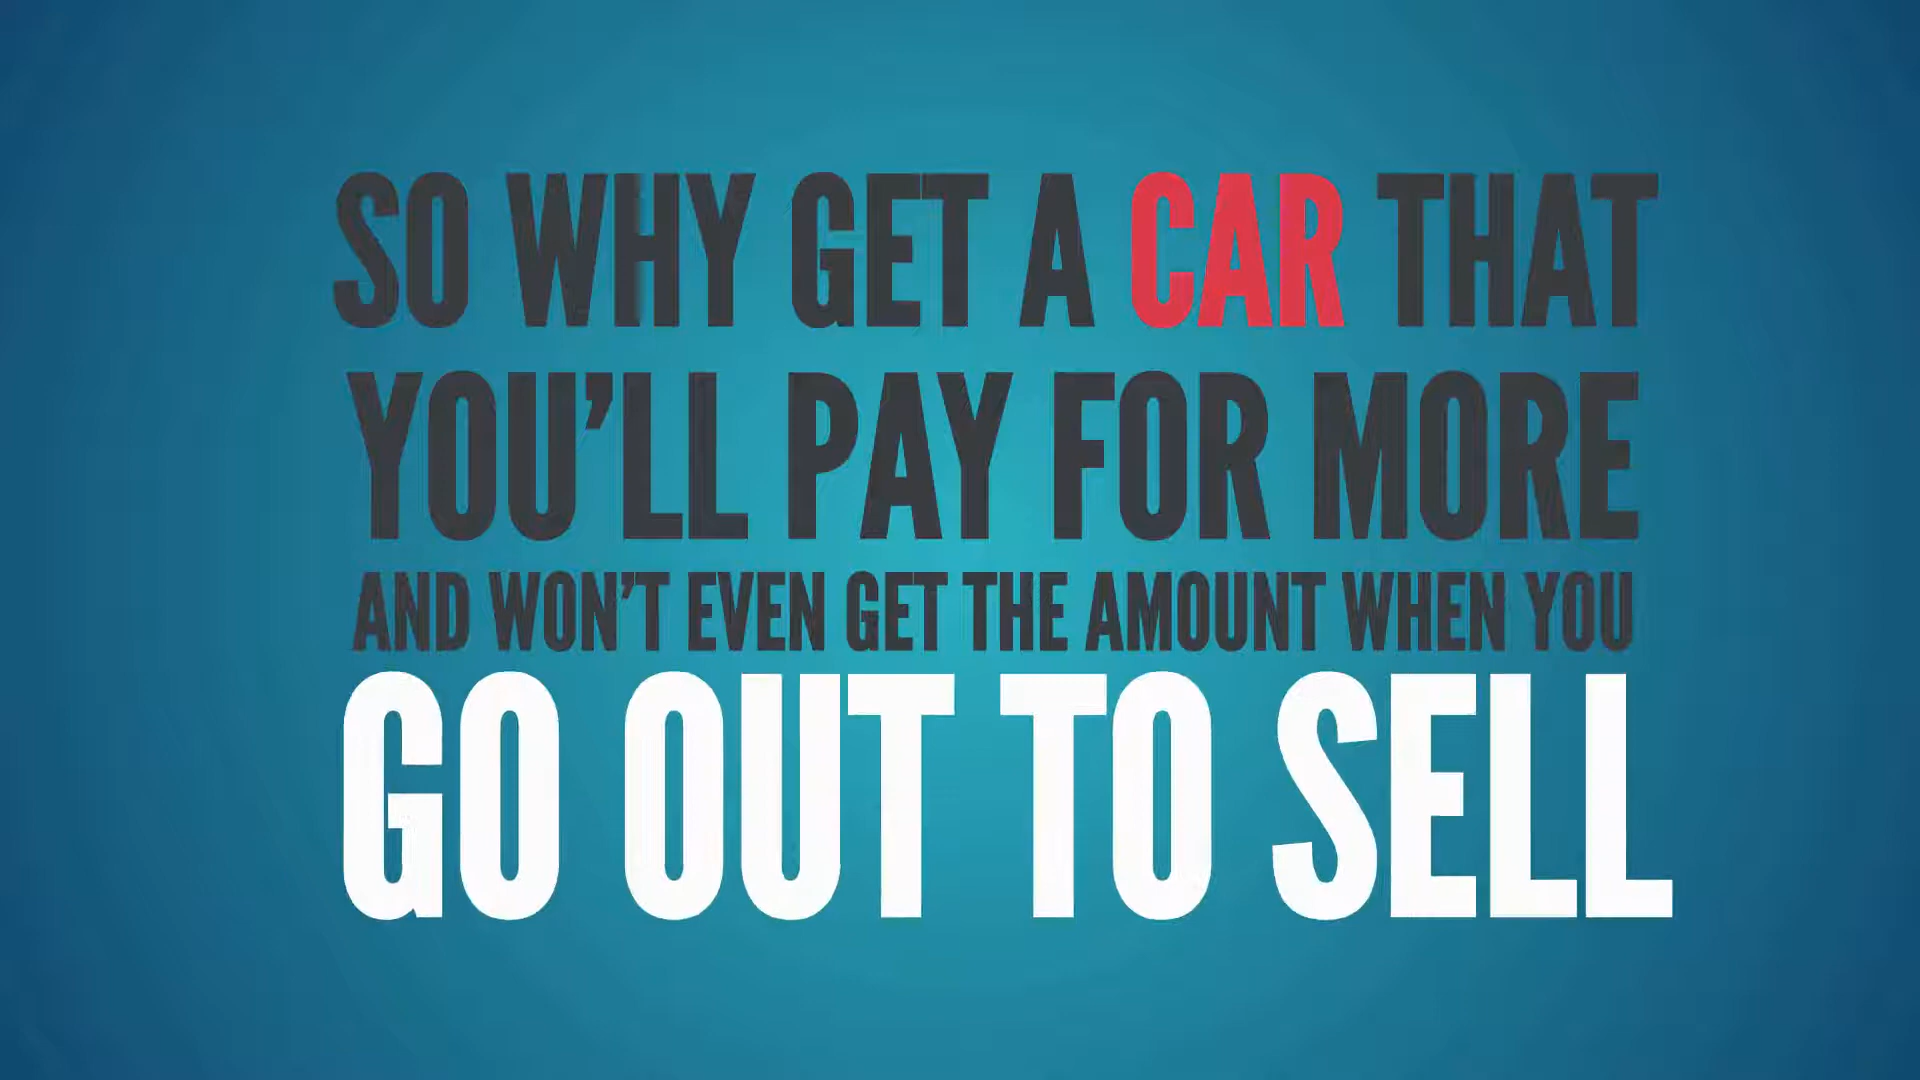 SO WHY GET A CAR THAT
YOU'LL PAY FOR MORE
AND WON'T EVEN GET THE AMOUNT WHEN YOU
GO OUT TO SELL